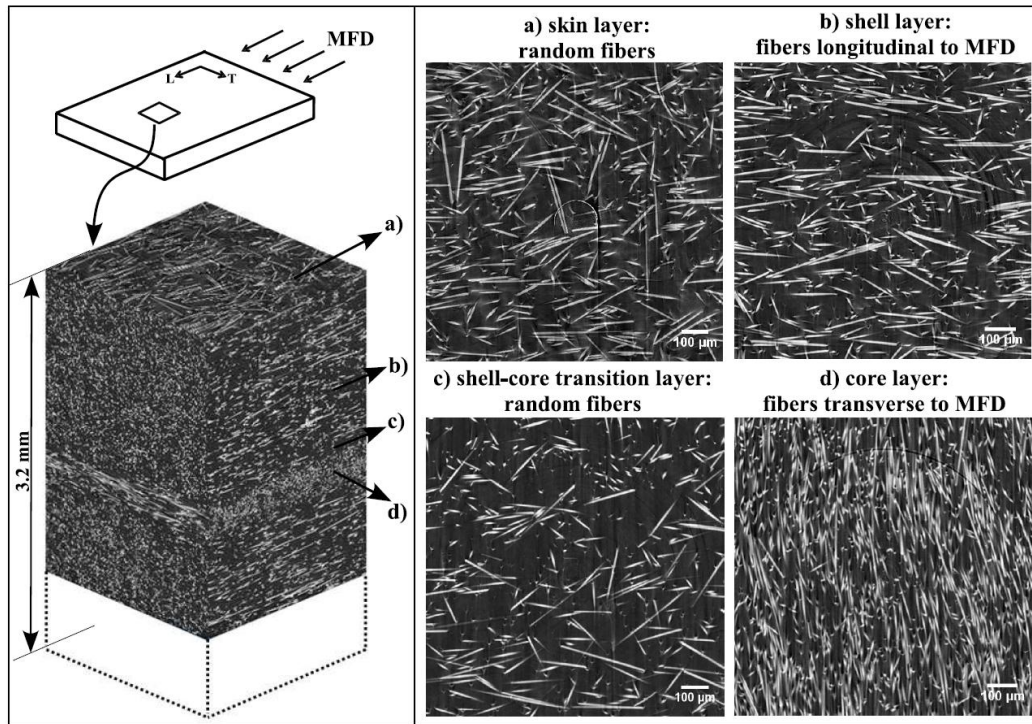 MFD
L
T
a)
b)
c)
d)
3.2 mm
a) skin layer:
random fibers
b) shell layer:
fibers longitudinal to MFD
100 μm
100 μm
c) shell-core transition layer:
random fibers
d) core layer:
fibers transverse to MFD
100 μm
100 μm